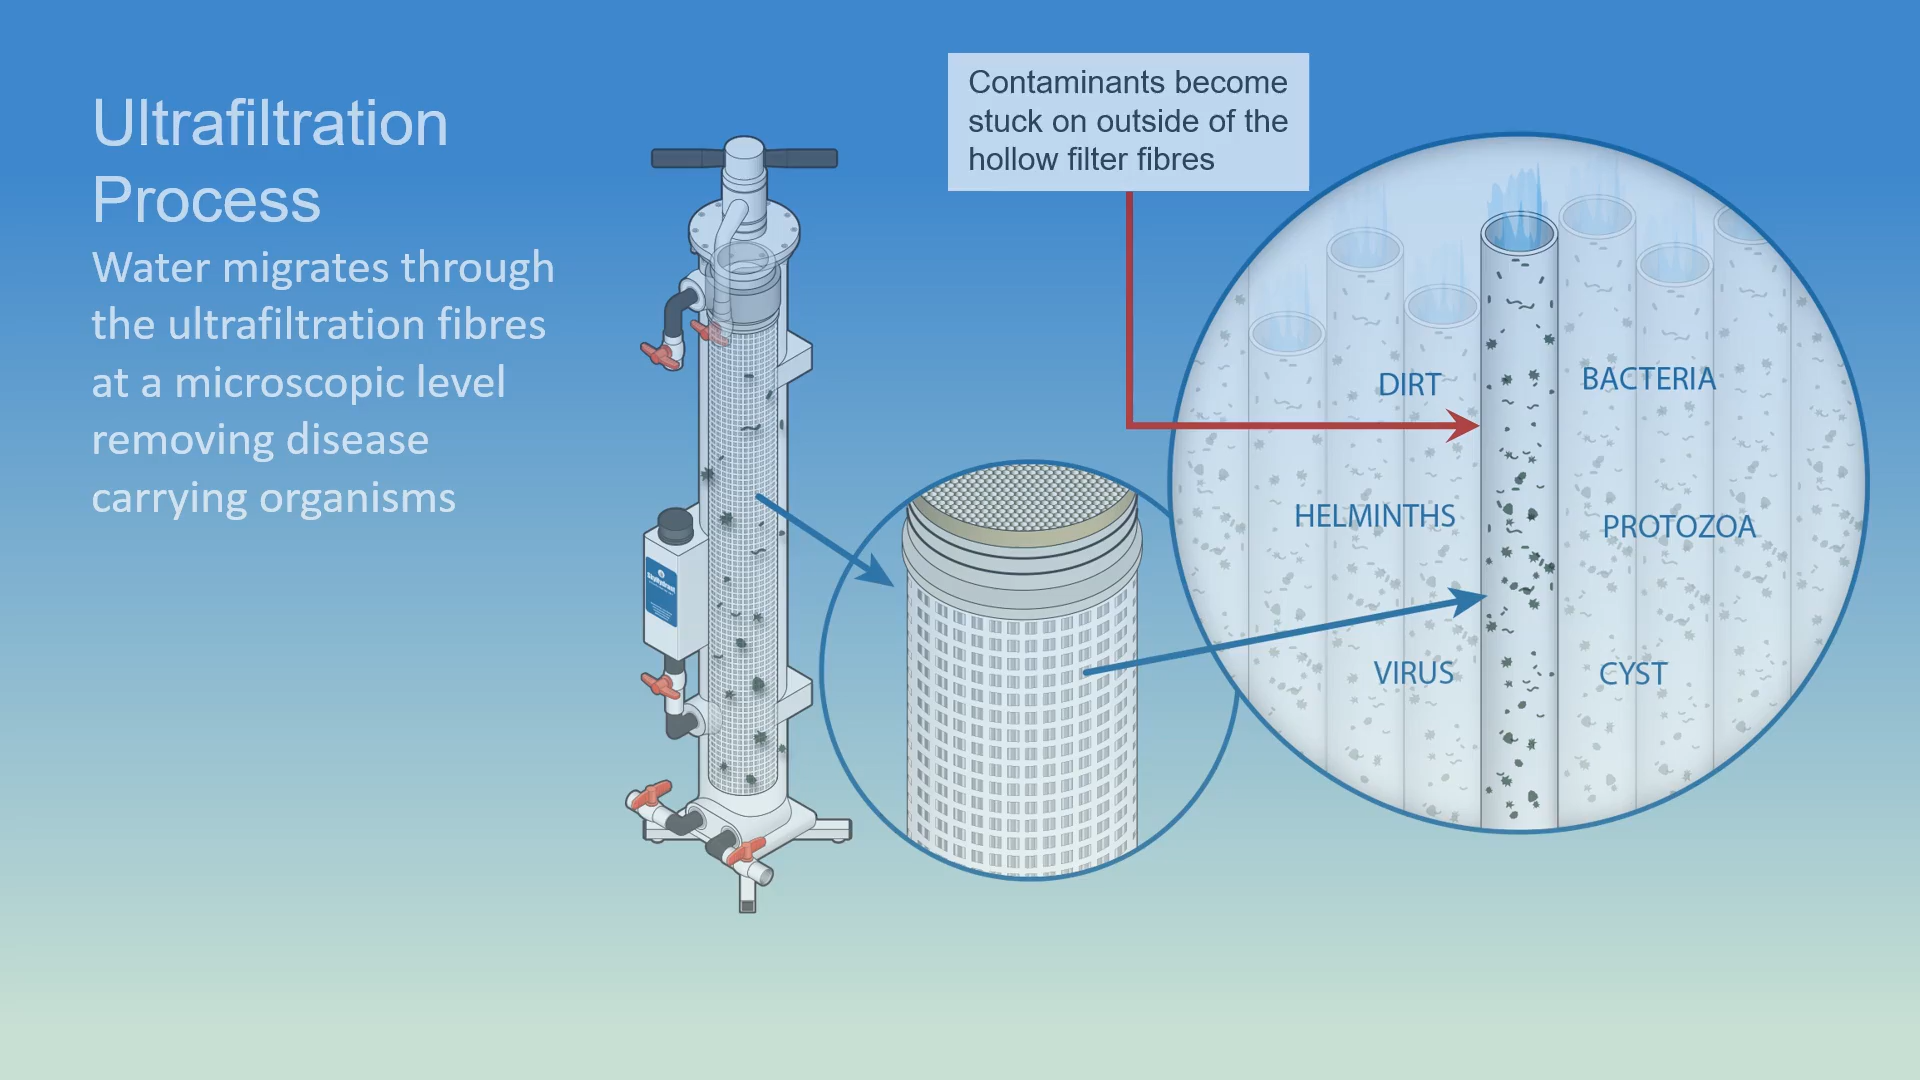 Ultrafiltration
Process
Water migrates through
the ultrafiltration fibres
at a microscopic level
removing disease
carrying organisms
Contaminants become
stuck on outside of the
hollow filter fibres
DIRT
BACTERIA
HELMINTHS
PROTOZOA
VIRUS
CYST
SkyHydrant